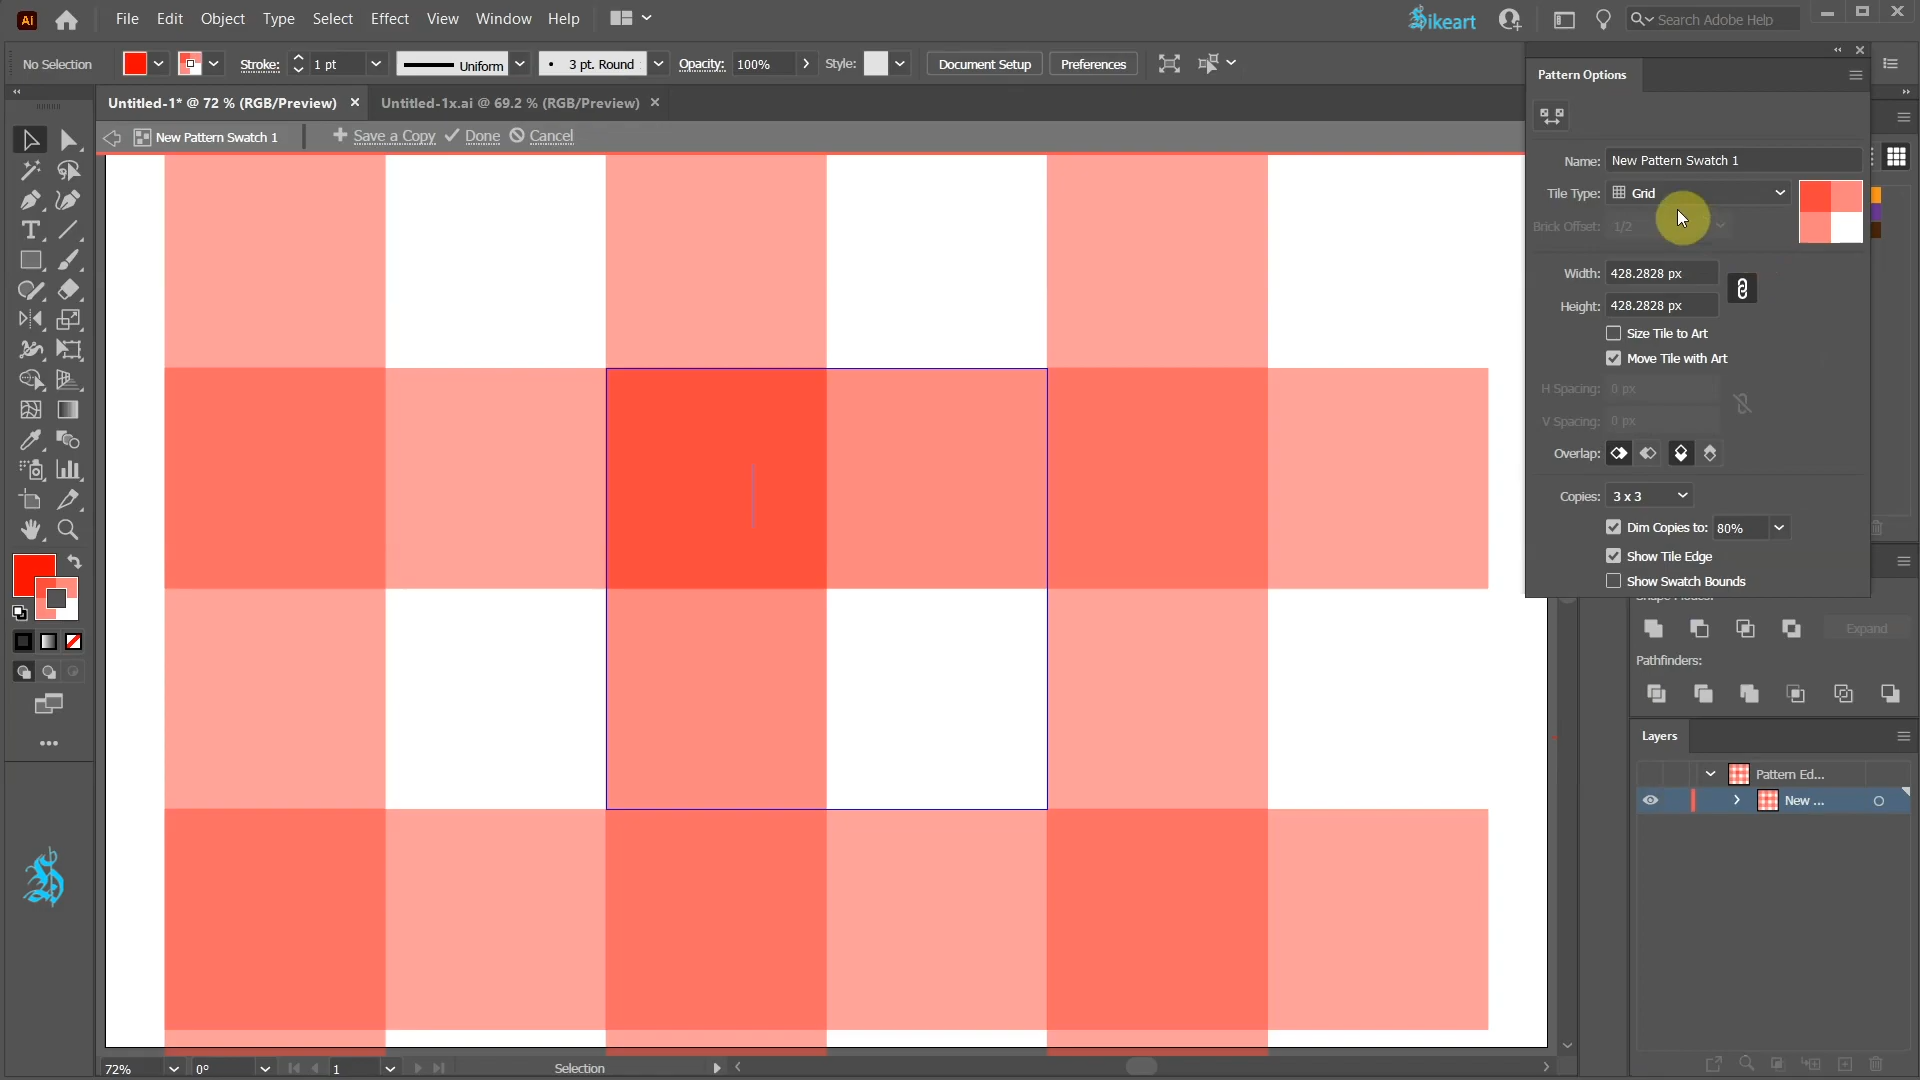 Ai File Edit Object Type Select Effect View Window Help
Sikeart
Search Adobe Help
No Selection
Stroke: 1 pt
Uniform
3 pt. Round
Opacity: 100%
Style:
Document Setup
Preferences
Untitled-1* @ 72 % (RGB/Preview)
Untitled-1x.ai @ 69.2 % (RGB/Preview)
New Pattern Swatch 1
Save a Copy
Done
Cancel
Pattern Options
Name: New Pattern Swatch 1
Tile Type: Grid
Brick Offset: 1/2
Width: 428.2828 px
Height: 428.2828 px
Size Tile to Art
Move Tile with Art
H Spacing: 0 px
V Spacing: 0 px
Overlap:
Copies: 3 x 3
Dim Copies to: 80%
Show Tile Edge
Show Swatch Bounds
Expand
Pathfinders:
Layers
Pattern Ed...
New ...
72%
0°
1
Selection